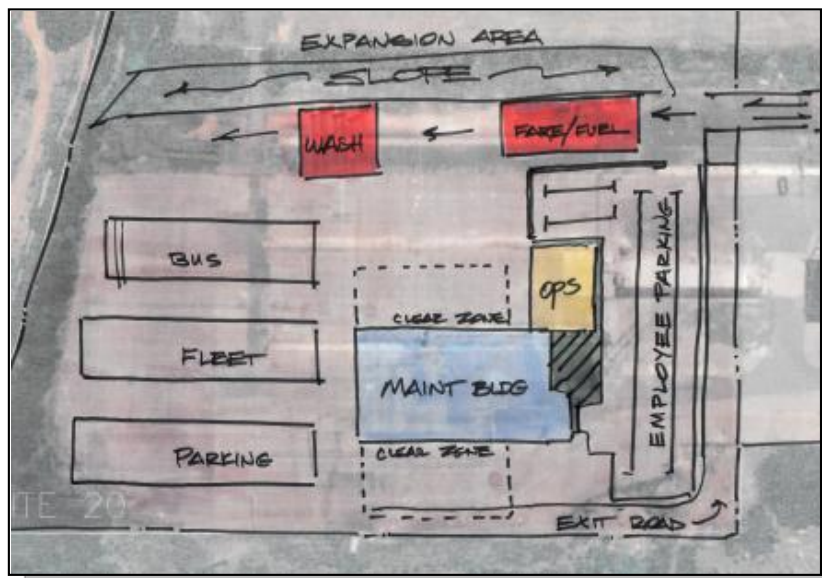 EXPANSION AREA
SLOPE
WASH
FARE/FUEL
BUS
OPS
CLEAR ZONE
FLEET
MAINT BLDG
EMPLOYEE PARKING
CLEAR ZONE
PARKING
EXIT ROAD